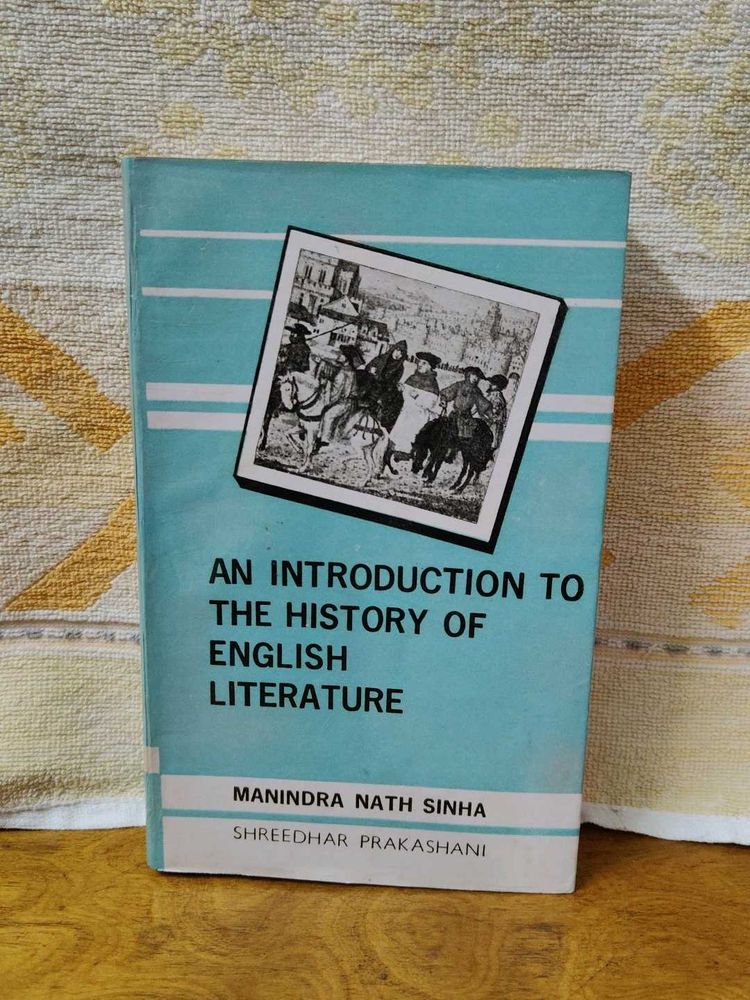 AN INTRODUCTION TO
THE HISTORY OF
ENGLISH
LITERATURE
MANINDRA NATH SINHA
SHREEDHAR PRAKASHANI